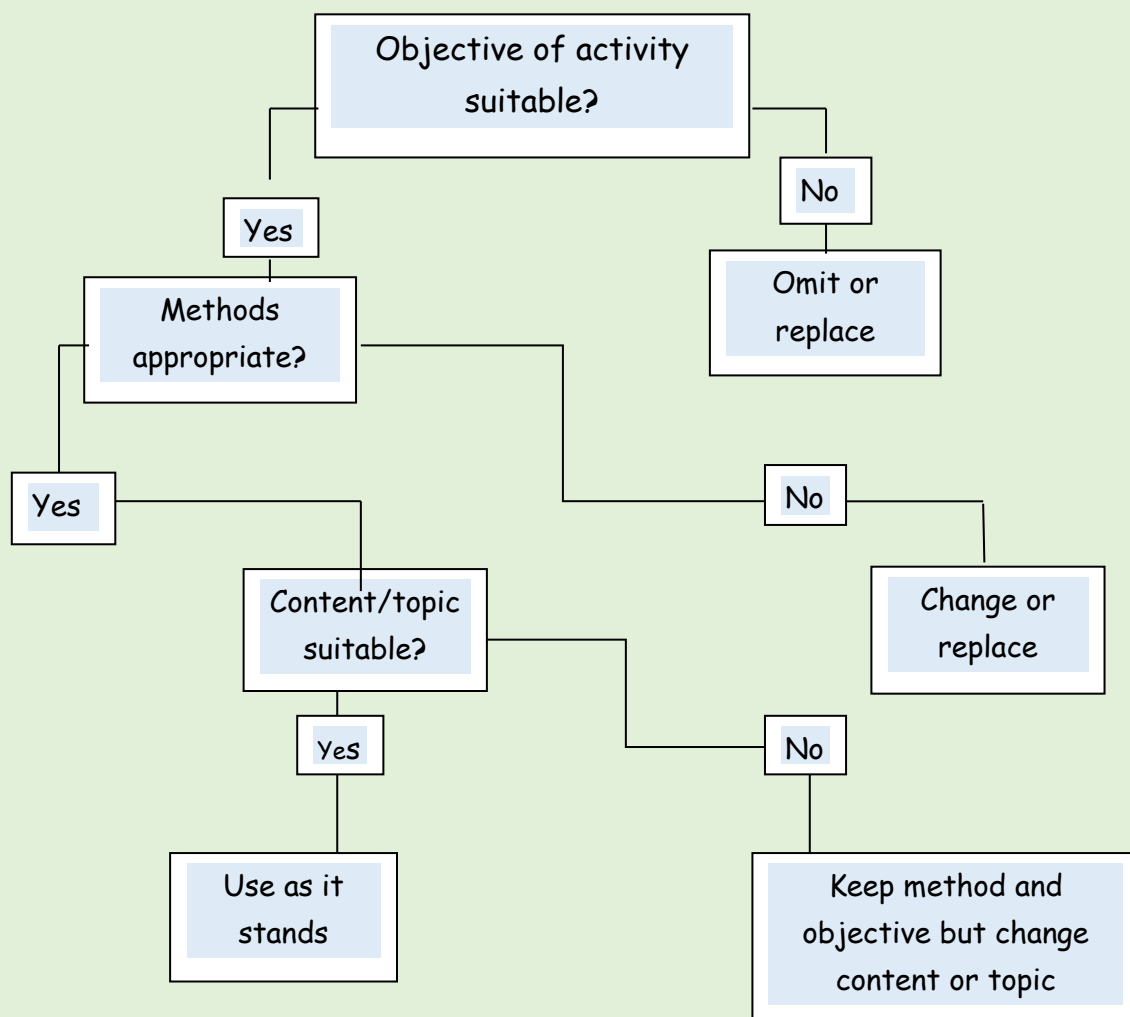 Objective of activity
suitable?
No
Yes
Omit or
replace
Methods
appropriate?
Yes
No
Content/topic
suitable?
Change or
replace
Yes
No
Use as it
stands
Keep method and
objective but change
content or topic